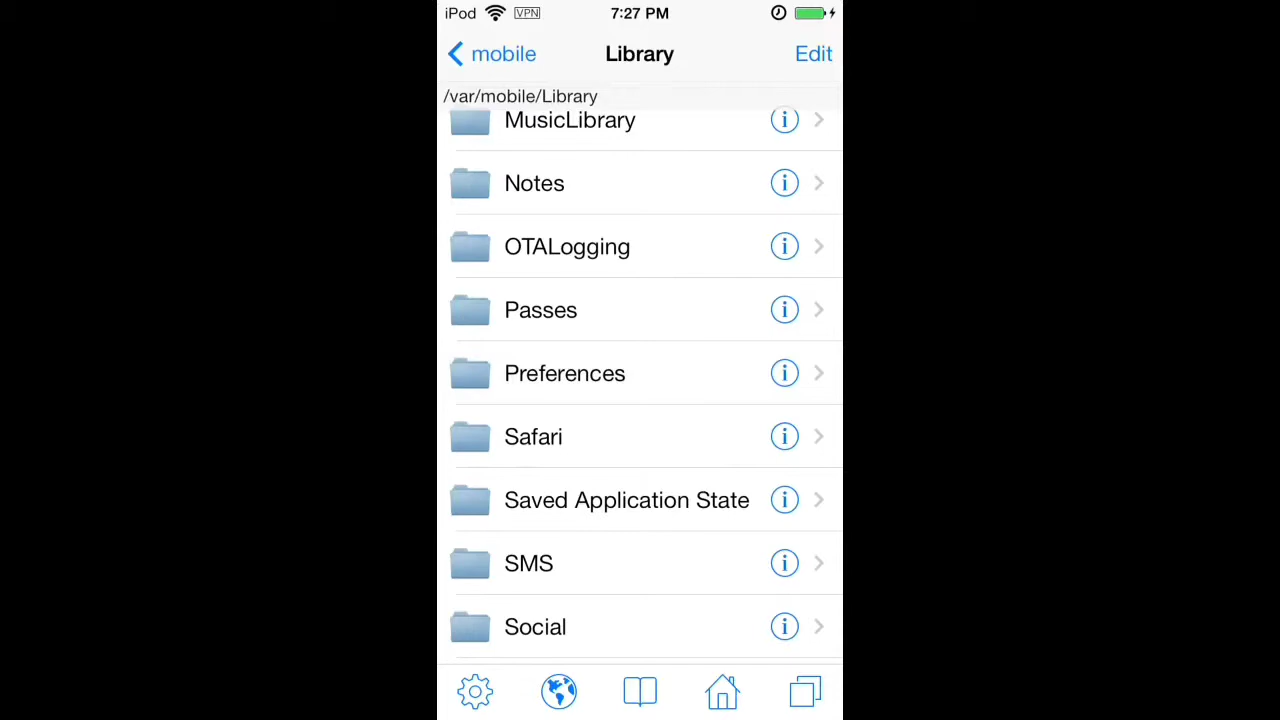 iPod VPN 7:27 PM
mobile Library Edit
/var/mobile/Library
MusicLibrary
Notes
OTALogging
Passes
Preferences
Safari
Saved Application State
SMS
Social